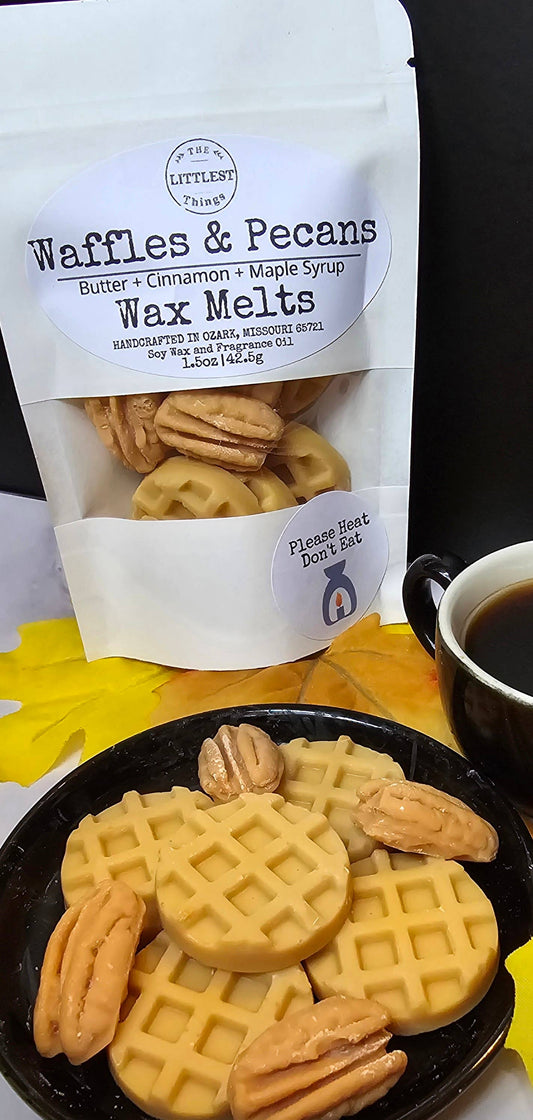 THE
LITTLEST
Things
Waffles & Pecans
Butter + Cinnamon + Maple Syrup
Wax Melts
HANDCRAFTED IN OZARK, MISSOURI 65721
Soy Wax and Fragrance Oil
1.5oz|42.5g
Please Heat
Don't Eat